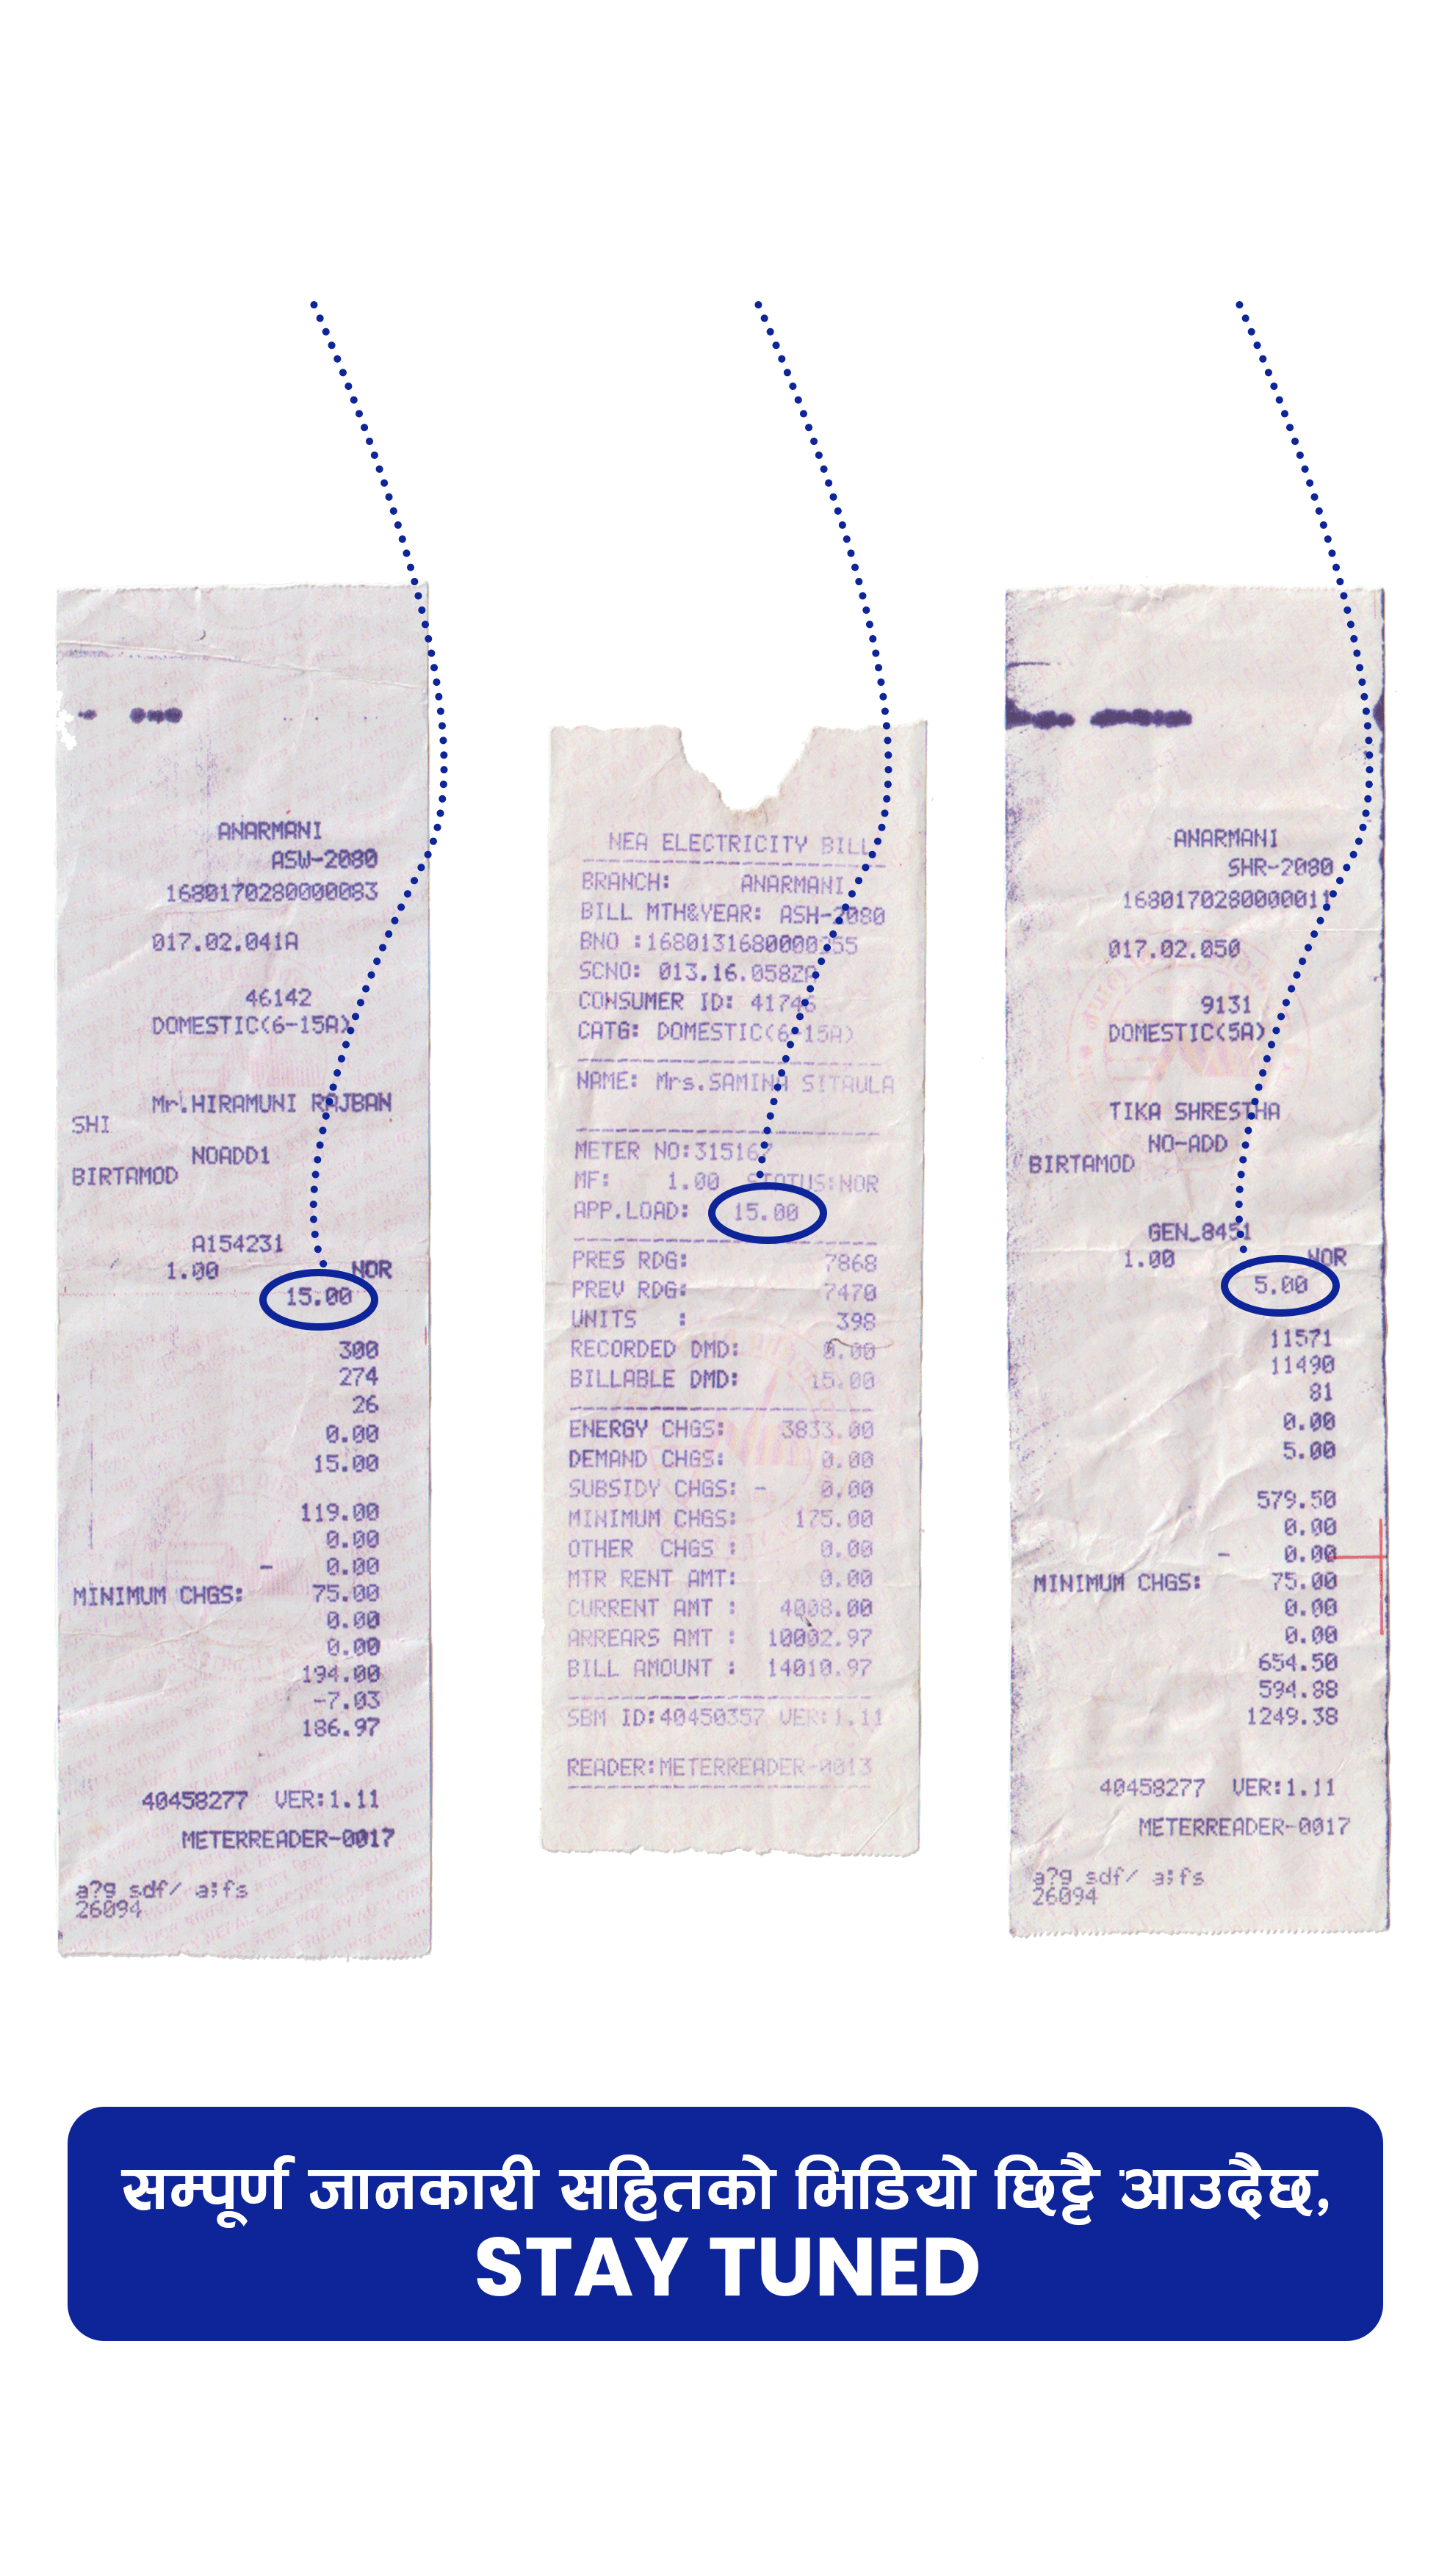 ANARMANI
ASW-2080
1680170280000083
017.02.041A
46142
DOMESTIC(6-15A)
Mr.HIRAMUNI RAJBAN
SHI
NOADD1
BIRTAMOD
A154231
1.00 NOR
15.00
300
274
26
0.00
15.00
119.00
0.00
- 0.00
MINIMUM CHGS: 75.00
0.00
0.00
194.00
-7.03
186.97
40458277 VER:1.11
METERREADER-0017
a?g sdf/ a;fs
26094
NEA ELECTRICITY BILL
BRANCH: ANARMANI
BILL MTH&YEAR: ASH-2080
BNO :1680131680000355
SCNO: 013.16.058ZA
CONSUMER ID: 41746
CATG: DOMESTIC(6-15A)
NAME: Mrs.SAMINA SITAULA
METER NO:315167
MF: 1.00 STATUS:NOR
APP.LOAD: 15.00
PRES RDG: 7868
PREV RDG: 7470
UNITS : 398
RECORDED DMD: 0.00
BILLABLE DMD: 15.00
ENERGY CHGS: 3833.00
DEMAND CHGS: 0.00
SUBSIDY CHGS: - 0.00
MINIMUM CHGS: 175.00
OTHER CHGS : 0.00
MTR RENT AMT: 0.00
CURRENT AMT : 4008.00
ARREARS AMT : 10002.97
BILL AMOUNT : 14010.97
SBM ID:40450357 VER:1.11
READER:METERREADER-0013
ANARMANI
SHR-2080
1680170280000011
017.02.050
9131
DOMESTIC(5A)
TIKA SHRESTHA
NO-ADD
BIRTAMOD
GEN_8451
1.00 NOR
5.00
11571
11490
81
0.00
5.00
579.50
0.00
- 0.00
MINIMUM CHGS: 75.00
0.00
0.00
654.50
594.88
1249.38
40458277 VER:1.11
METERREADER-0017
a?g sdf/ a;fs
26094
सम्पूर्ण जानकारी सहितको भिडियो छिट्टै आउदैछ,
STAY TUNED